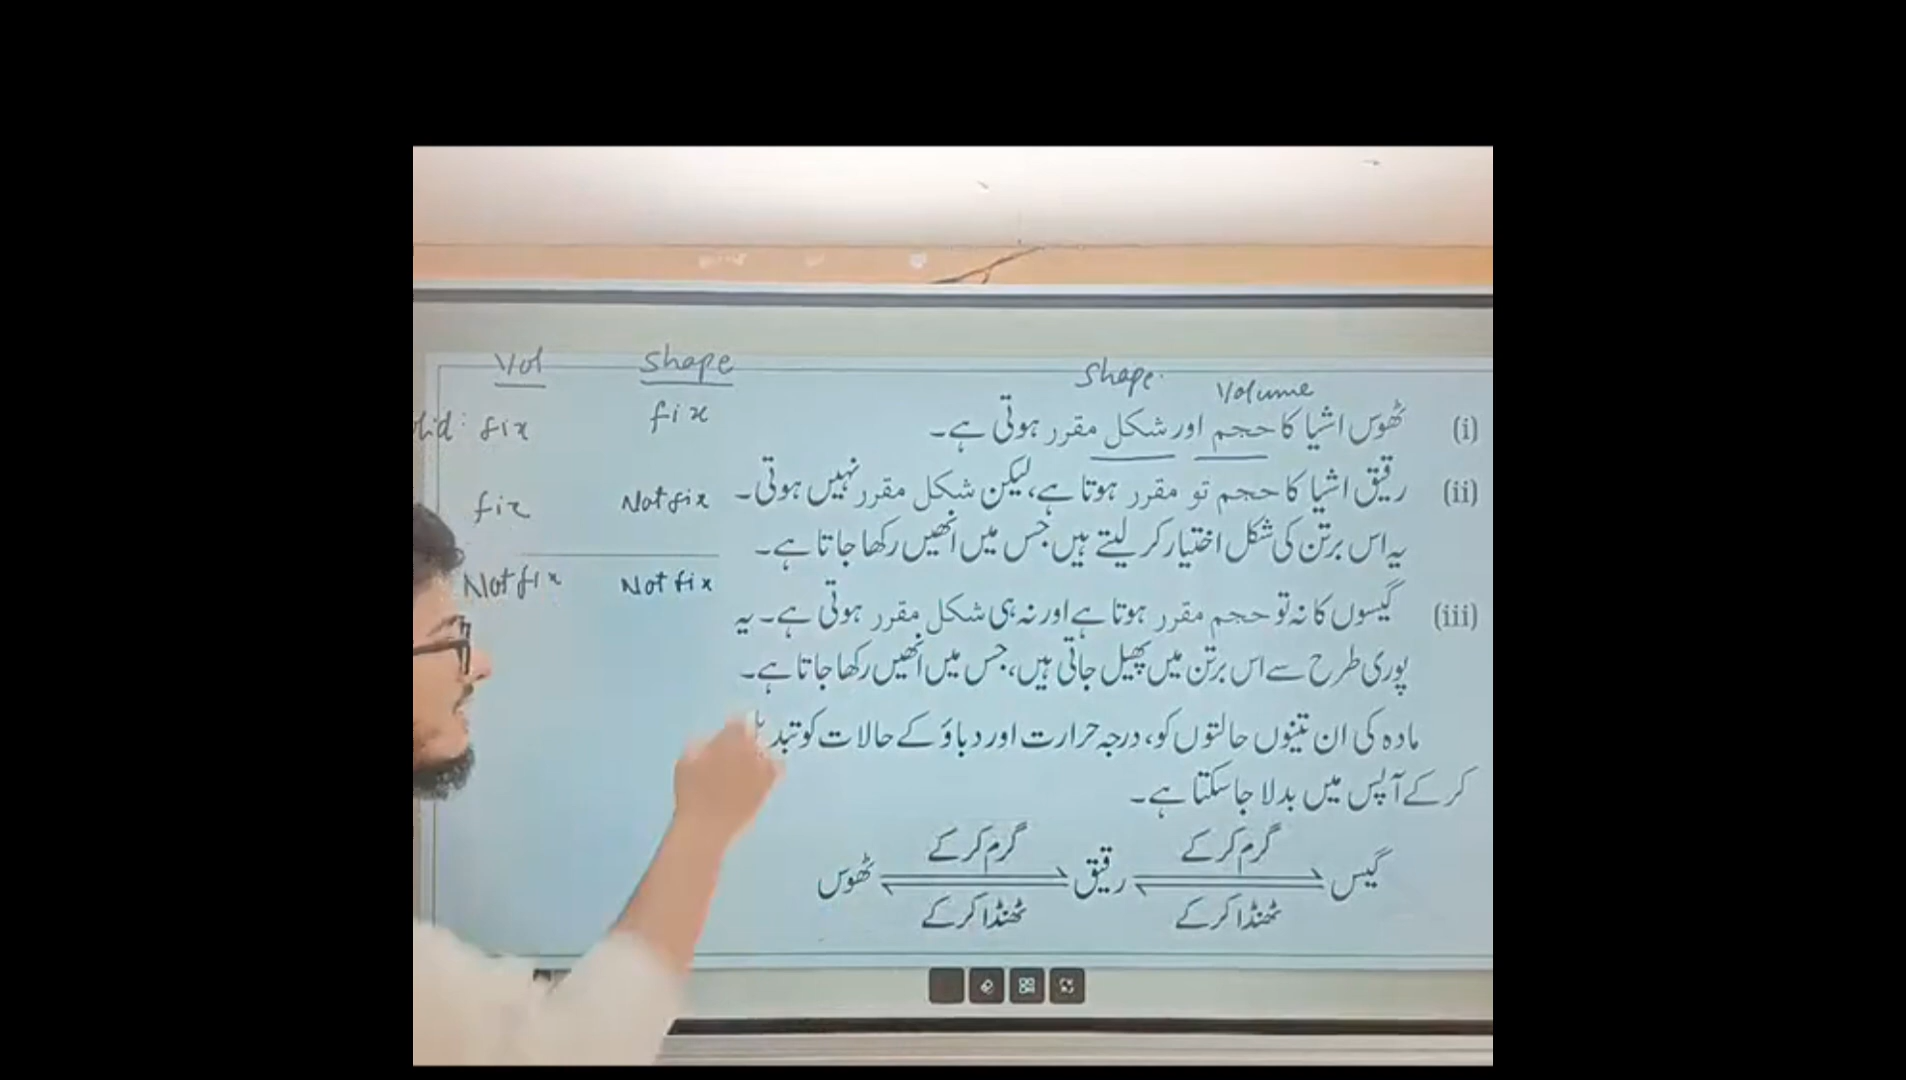 Vol Shape
Shape. Volume
lid: fix fix
(i) ٹھوس اشیا کا حجم اور شکل مقرر ہوتی ہے۔
fix Not fix
(ii) رقیق اشیا کا حجم تو مقرر ہوتا ہے، لیکن شکل مقرر نہیں ہوتی۔
یہ اس برتن کی شکل اختیار کر لیتے ہیں جس میں انھیں رکھا جاتا ہے۔
Not fix Not fix
(iii) گیسوں کا نہ تو حجم مقرر ہوتا ہے اور نہ ہی شکل مقرر ہوتی ہے۔ یہ
پوری طرح سے اس برتن میں پھیل جاتی ہیں، جس میں انھیں رکھا جاتا ہے۔
مادہ کی ان تینوں حالتوں کو، درجہ حرارت اور دباؤ کے حالات کو
کر کے آپس میں بدلا جا سکتا ہے۔
گرم کر کے گرم کر کے
گیس رقیق ٹھوس
ٹھنڈا کر کے ٹھنڈا کر کے